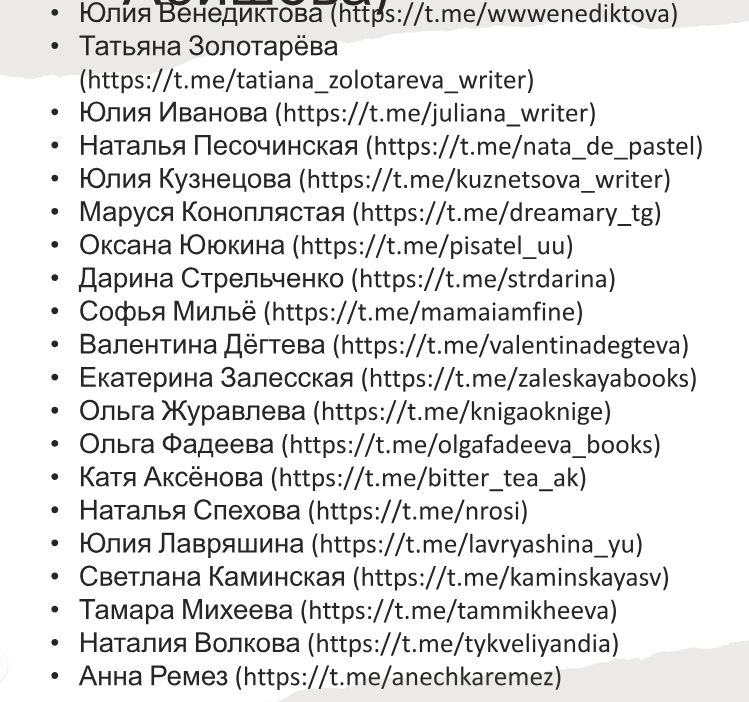 • Юлия Венедиктова (https://t.me/wwwenediktova)
• Татьяна Золотарёва
(https://t.me/tatiana_zolotareva_writer)
• Юлия Иванова (https://t.me/juliana_writer)
• Наталья Песочинская (https://t.me/nata_de_pastel)
• Юлия Кузнецова (https://t.me/kuznetsova_writer)
• Маруся Коноплястая (https://t.me/dreamary_tg)
• Оксана Ююкина (https://t.me/pisatel_uu)
• Дарина Стрельченко (https://t.me/strdarina)
• Софья Мильё (https://t.me/mamaiamfine)
• Валентина Дёгтева (https://t.me/valentinadegteva)
• Екатерина Залесская (https://t.me/zaleskayabooks)
• Ольга Журавлева (https://t.me/knigaoknige)
• Ольга Фадеева (https://t.me/olgafadeeva_books)
• Катя Аксёнова (https://t.me/bitter_tea_ak)
• Наталья Спехова (https://t.me/nrosi)
• Юлия Лавряшина (https://t.me/lavryashina_yu)
• Светлана Каминская (https://t.me/kaminskayasv)
• Тамара Михеева (https://t.me/tammikheeva)
• Наталия Волкова (https://t.me/tykveliyandia)
• Анна Ремез (https://t.me/anechkaremez)